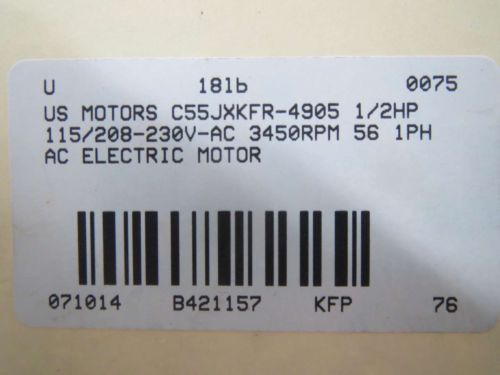 U 18lb 0075
US MOTORS C55JXKFR-4905 1/2HP
115/208-230V-AC 3450RPM 56 1PH
AC ELECTRIC MOTOR
071014 B421157 KFP 76